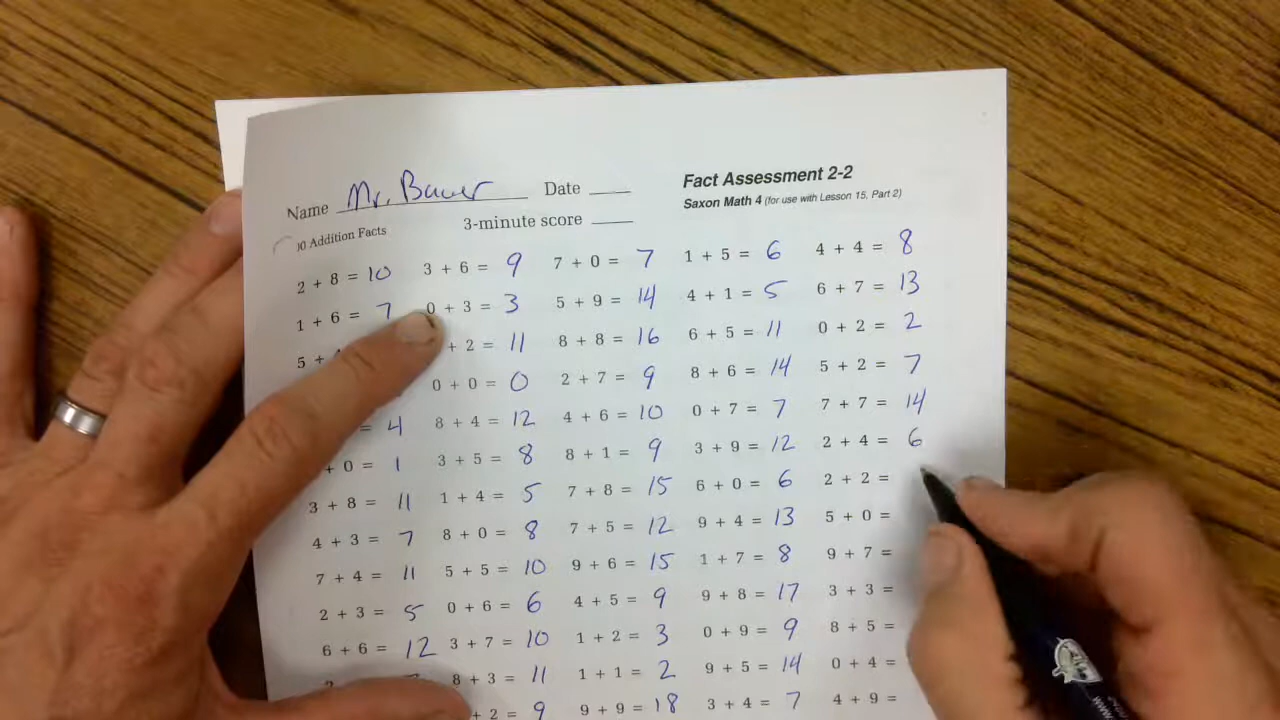 Name Mr. Bauer Date
Fact Assessment 2-2
Saxon Math 4 (for use with Lesson 15, Part 2)
3-minute score
Addition Facts
2 + 8 = 10 3 + 6 = 9 7 + 0 = 7 1 + 5 = 6 4 + 4 = 8
1 + 6 = 7 0 + 3 = 3 5 + 9 = 14 4 + 1 = 5 6 + 7 = 13
5 + + 2 = 11 8 + 8 = 16 6 + 5 = 11 0 + 2 = 2
0 + 0 = 0 2 + 7 = 9 8 + 6 = 14 5 + 2 = 7
= 4 8 + 4 = 12 4 + 6 = 10 0 + 7 = 7 7 + 7 = 14
+ 0 = 1 3 + 5 = 8 8 + 1 = 9 3 + 9 = 12 2 + 4 = 6
3 + 8 = 11 1 + 4 = 5 7 + 8 = 15 6 + 0 = 6 2 + 2 =
4 + 3 = 7 8 + 0 = 8 7 + 5 = 12 9 + 4 = 13 5 + 0 =
7 + 4 = 11 5 + 5 = 10 9 + 6 = 15 1 + 7 = 8 9 + 7 =
2 + 3 = 5 0 + 6 = 6 4 + 5 = 9 9 + 8 = 17 3 + 3 =
6 + 6 = 12 3 + 7 = 10 1 + 2 = 3 0 + 9 = 9 8 + 5 =
8 + 3 = 11 1 + 1 = 2 9 + 5 = 14 0 + 4 =
+ 2 = 9 9 + 9 = 18 3 + 4 = 7 4 + 9 =